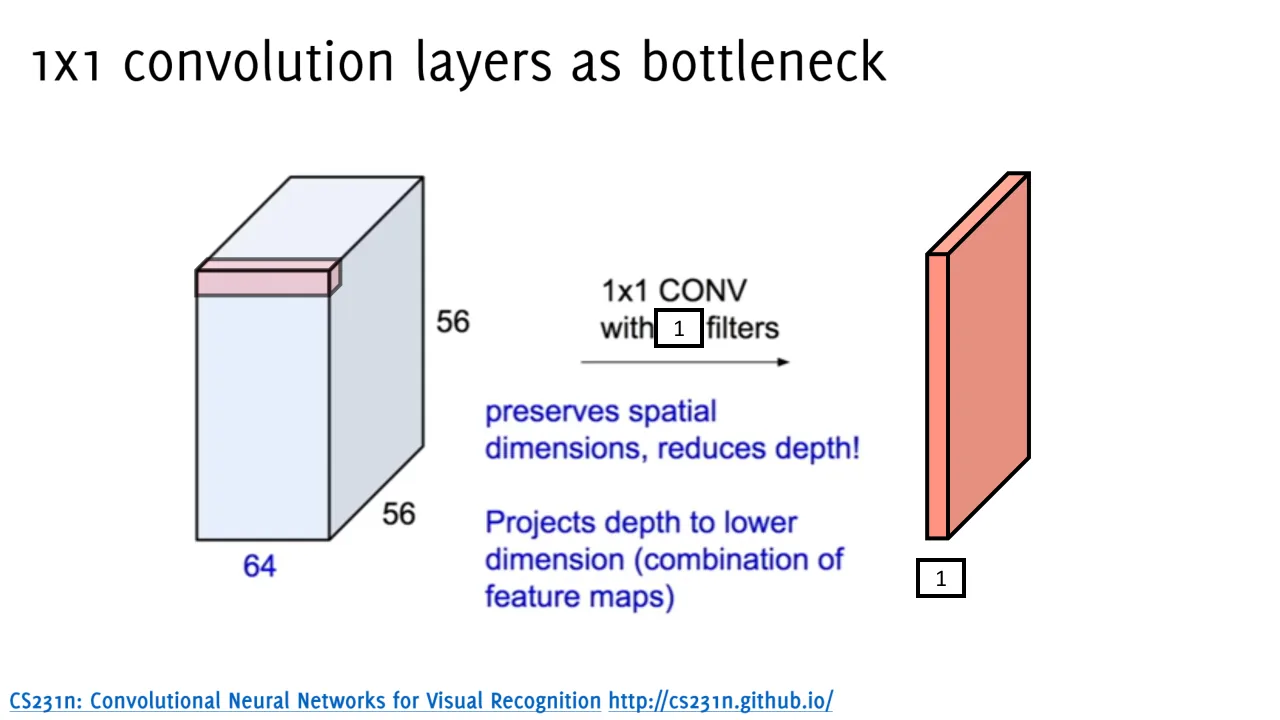 1x1 convolution layers as bottleneck
56
56
64
1x1 CONV
with 1 filters
preserves spatial
dimensions, reduces depth!
Projects depth to lower
dimension (combination of
feature maps)
1
CS231n: Convolutional Neural Networks for Visual Recognition http://cs231n.github.io/